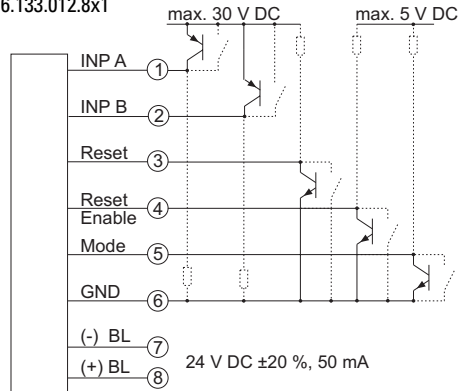 6.133.012.8x1
max. 30 V DC
max. 5 V DC
INP A
1
INP B
2
Reset
3
Reset
Enable
4
Mode
5
GND
6
(-) BL
7
(+) BL
8
24 V DC ±20 %, 50 mA